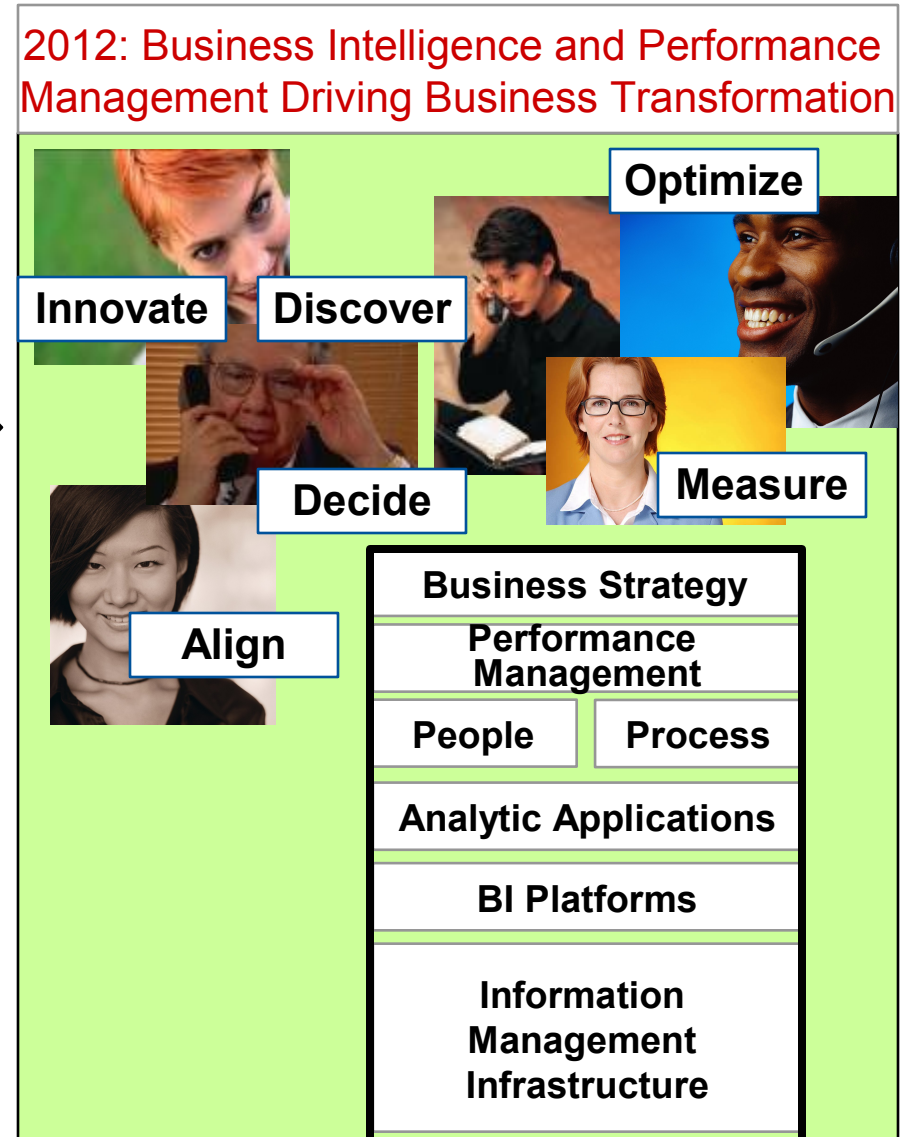 2012: Business Intelligence and Performance
Management Driving Business Transformation
Optimize
Innovate
Discover
Measure
Decide
Align
Business Strategy
Performance
Management
People
Process
Analytic Applications
BI Platforms
Information
Management
Infrastructure